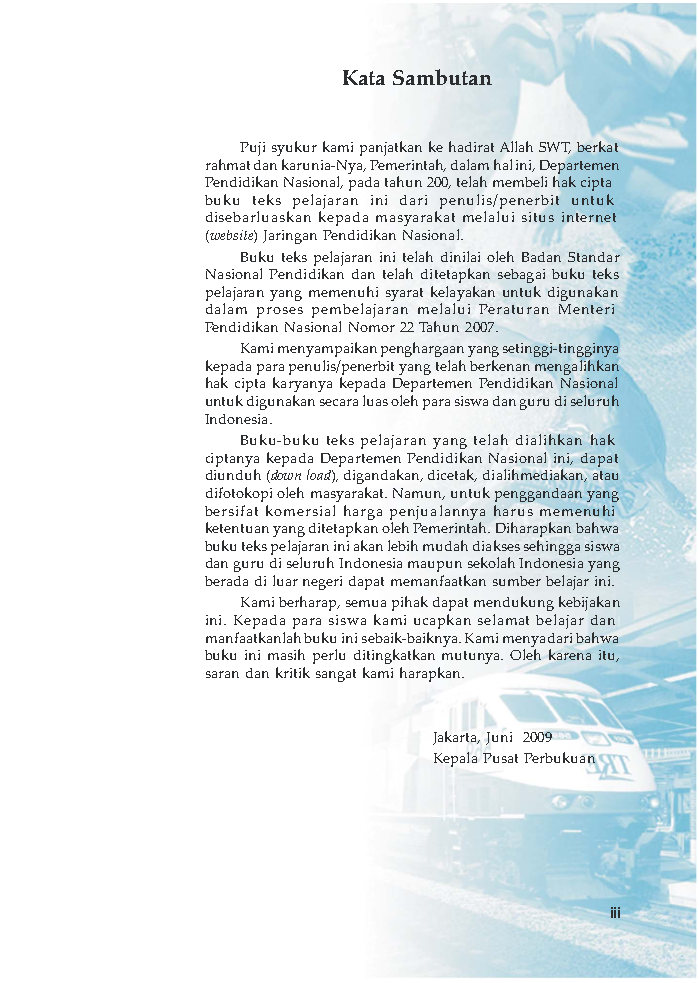 Kata Sambutan
Puji syukur kami panjatkan ke hadirat Allah SWT, berkat
rahmat dan karunia-Nya, Pemerintah, dalam hal ini, Departemen
Pendidikan Nasional, pada tahun 200, telah membeli hak cipta
buku teks pelajaran ini dari penulis/penerbit untuk
disebarluaskan kepada masyarakat melalui situs internet
(website) Jaringan Pendidikan Nasional.
Buku teks pelajaran ini telah dinilai oleh Badan Standar
Nasional Pendidikan dan telah ditetapkan sebagai buku teks
pelajaran yang memenuhi syarat kelayakan untuk digunakan
dalam proses pembelajaran melalui Peraturan Menteri
Pendidikan Nasional Nomor 22 Tahun 2007.
Kami menyampaikan penghargaan yang setinggi-tingginya
kepada para penulis/penerbit yang telah berkenan mengalihkan
hak cipta karyanya kepada Departemen Pendidikan Nasional
untuk digunakan secara luas oleh para siswa dan guru di seluruh
Indonesia.
Buku-buku teks pelajaran yang telah dialihkan hak
ciptanya kepada Departemen Pendidikan Nasional ini, dapat
diunduh (down load), digandakan, dicetak, dialihmediakan, atau
difotokopi oleh masyarakat. Namun, untuk penggandaan yang
bersifat komersial harga penjualannya harus memenuhi
ketentuan yang ditetapkan oleh Pemerintah. Diharapkan bahwa
buku teks pelajaran ini akan lebih mudah diakses sehingga siswa
dan guru di seluruh Indonesia maupun sekolah Indonesia yang
berada di luar negeri dapat memanfaatkan sumber belajar ini.
Kami berharap, semua pihak dapat mendukung kebijakan
ini. Kepada para siswa kami ucapkan selamat belajar dan
manfaatkanlah buku ini sebaik-baiknya. Kami menyadari bahwa
buku ini masih perlu ditingkatkan mutunya. Oleh karena itu,
saran dan kritik sangat kami harapkan.
Jakarta, Juni 2009
Kepala Pusat Perbukuan
TRE
iii